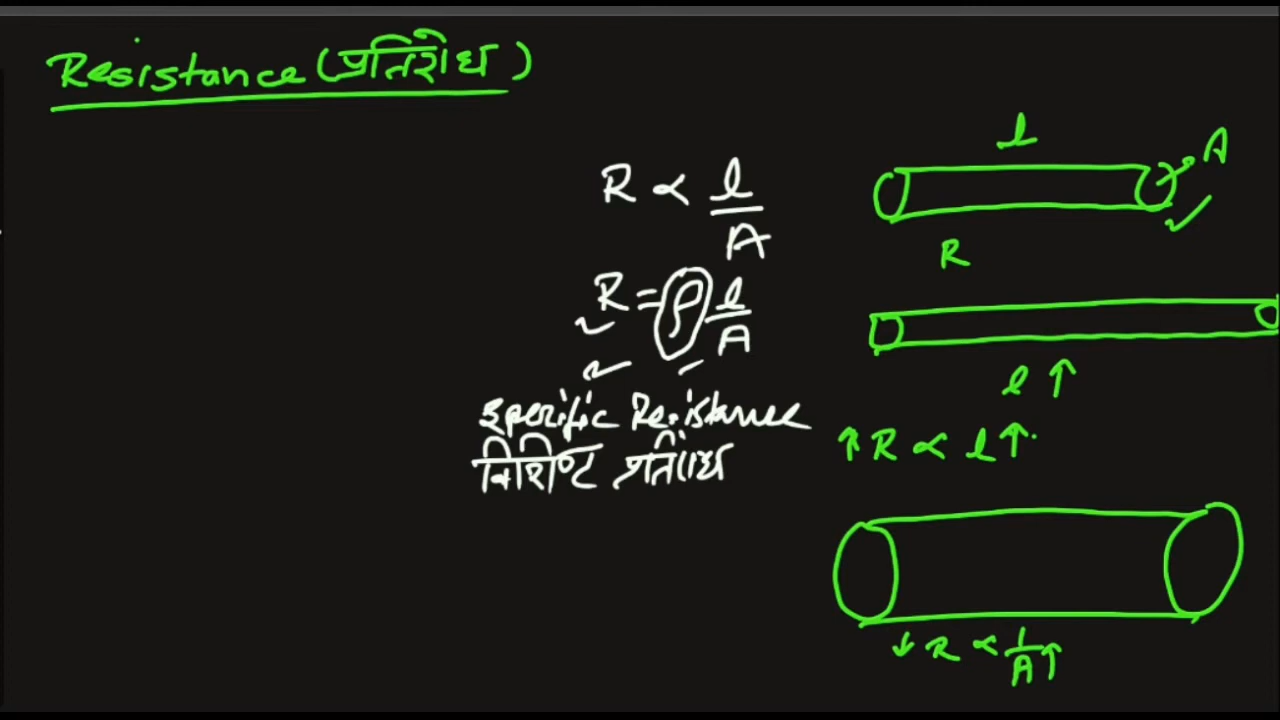 Resistance (प्रतिरोध)
R ∝ l/A
R = ρ l/A
Specific Resistance
विशिष्ट प्रतिरोध
l
A
R
l ↑
↑ R ∝ l ↑
↓ R ∝ 1/A ↑